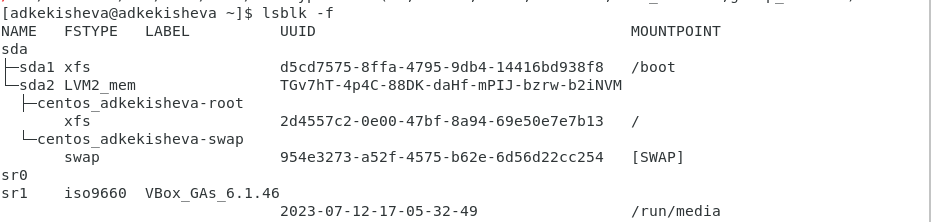 [adkekisheva@adkekisheva ~]$ lsblk -f
NAME   FSTYPE   LABEL          UUID                                   MOUNTPOINT
sda
├─sda1 xfs                     d5cd7575-8ffa-4795-9db4-14416bd938f8   /boot
└─sda2 LVM2_mem                TGv7hT-4p4C-88DK-daHf-mPIJ-bzrw-b2iNVM
  ├─centos_adkekisheva-root
       xfs                     2d4557c2-0e00-47bf-8a94-69e50e7e7b13   /
  └─centos_adkekisheva-swap
       swap                    954e3273-a52f-4575-b62e-6d56d22cc254   [SWAP]
sr0
sr1    iso9660  VBox_GAs_6.1.46
                               2023-07-12-17-05-32-49                 /run/media